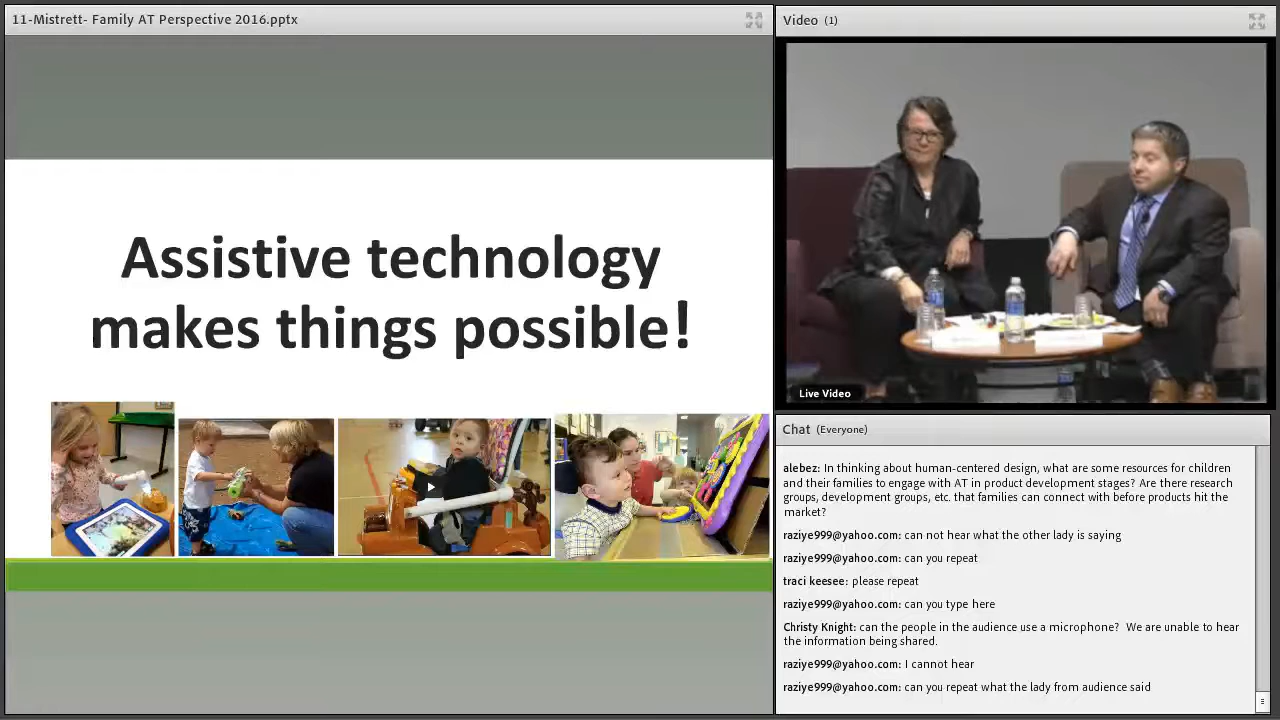 11-Mistrett- Family AT Perspective 2016.pptx
Assistive technology
makes things possible!
Video (1)
Live Video
Chat (Everyone)
alebez: In thinking about human-centered design, what are some resources for children
and their families to engage with AT in product development stages? Are there research
groups, development groups, etc. that families can connect with before products hit the
market?
raziye999@yahoo.com: can not hear what the other lady is saying
raziye999@yahoo.com: can you repeat
traci keesee: please repeat
raziye999@yahoo.com: can you type here
Christy Knight: can the people in the audience use a microphone?  We are unable to hear
the information being shared.
raziye999@yahoo.com: I cannot hear
raziye999@yahoo.com: can you repeat what the lady from audience said